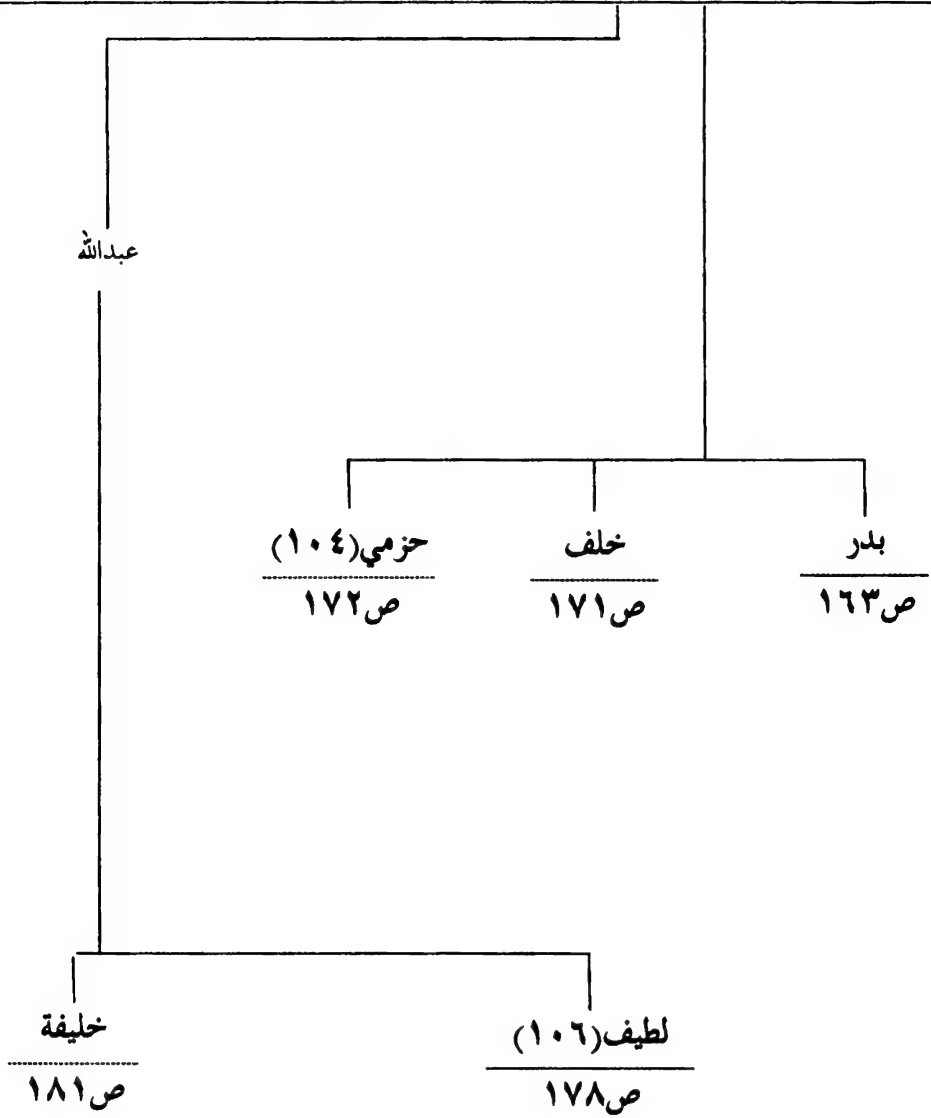 عبدالله
بدر
خلف
حزمي(١٠٤)
ص١٦٣
ص١٧١
ص١٧٢
لطيف(١٠٦)
خليفة
ص١٧٨
ص١٨١